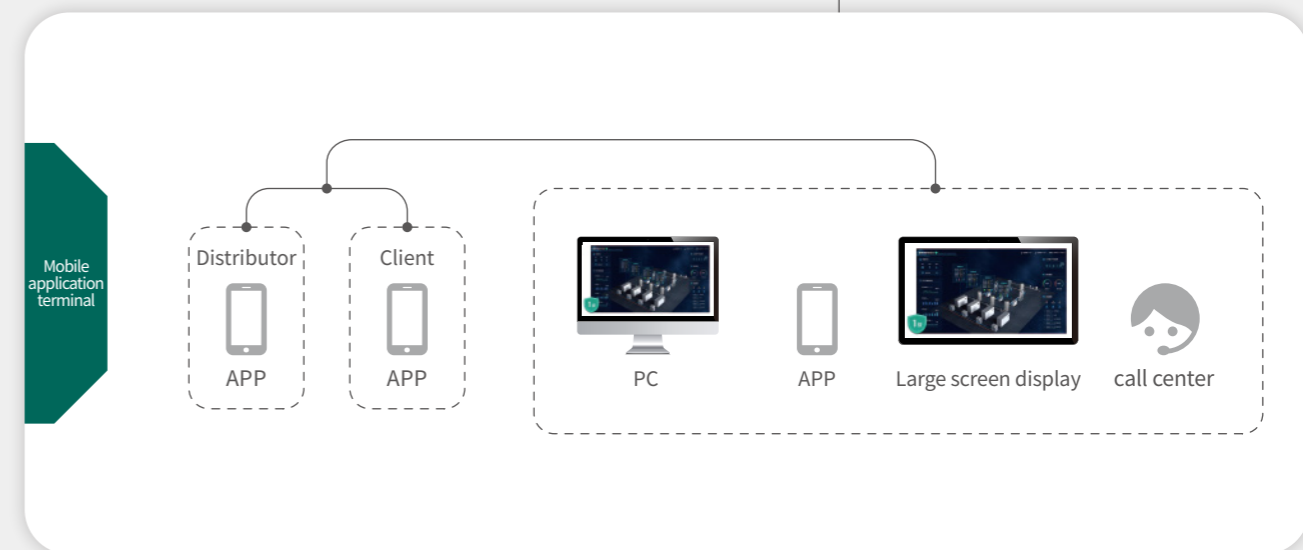 Mobile
application
terminal
Distributor
APP
Client
APP
PC
APP
Large screen display
call center